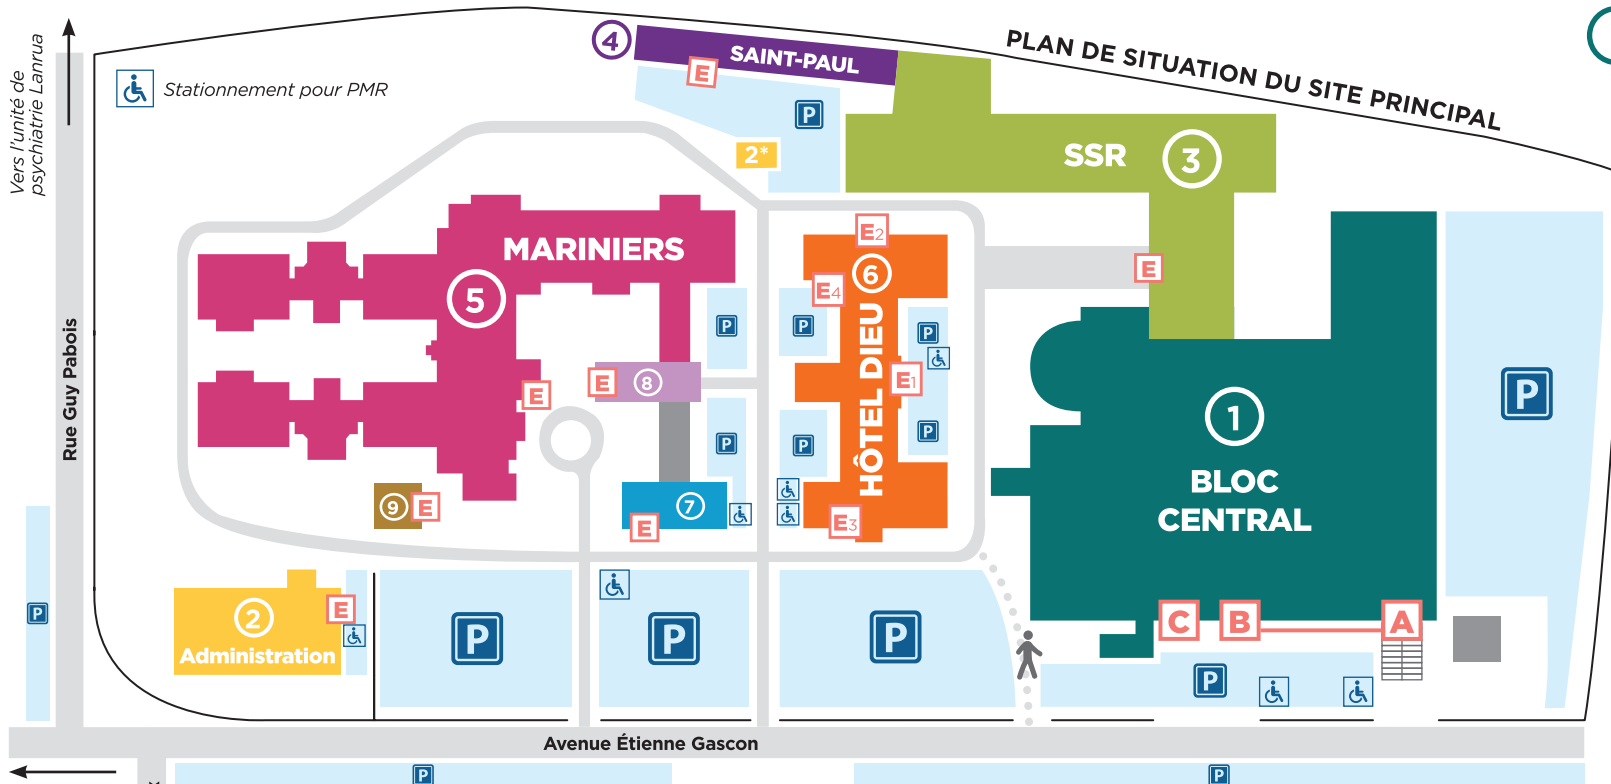 PLAN DE SITUATION DU SITE PRINCIPAL
Vers l'unité de
psychiatrie Lanrua
Stationnement pour PMR
4
SAINT-PAUL
E
P
2*
SSR
3
E
MARINIERS
5
E
E2
6
E4
HÔTEL DIEU
E1
E3
P
P
P
P
P
P
E
8
9
E
7
E
1
BLOC
CENTRAL
C
B
A
P
P
Rue Guy Pabois
P
2
E
Administration
P
P
P
Avenue Étienne Gascon
P
P